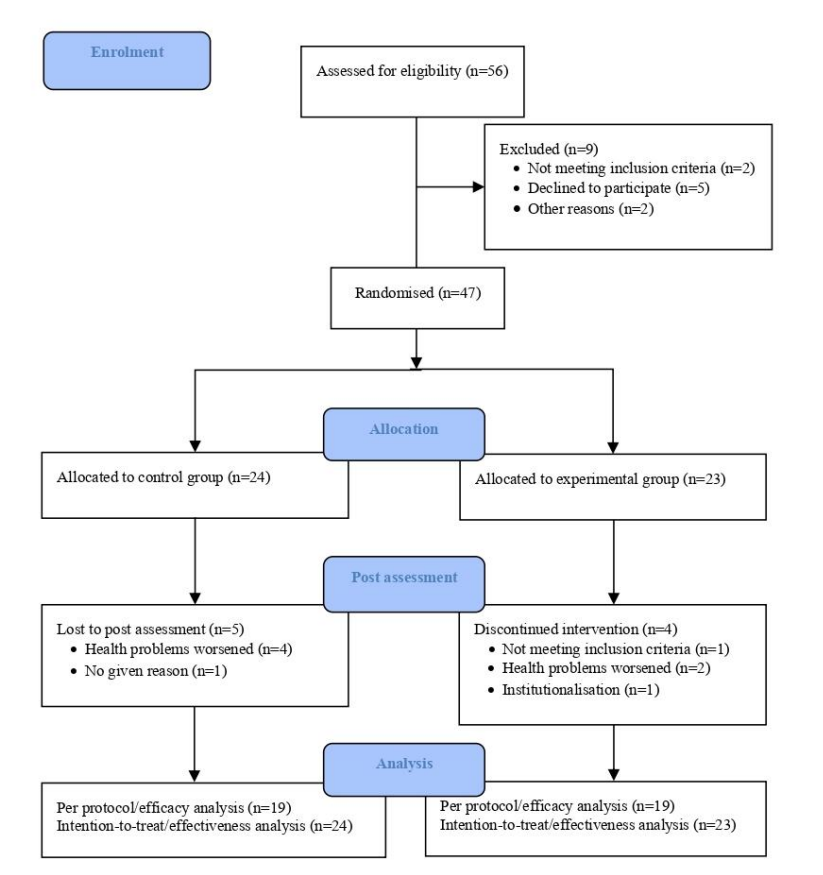 Enrolment
Assessed for eligibility (n=56)
Excluded (n=9)
• Not meeting inclusion criteria (n=2)
• Declined to participate (n=5)
• Other reasons (n=2)
Randomised (n=47)
Allocation
Allocated to control group (n=24)
Allocated to experimental group (n=23)
Post assessment
Lost to post assessment (n=5)
• Health problems worsened (n=4)
• No given reason (n=1)
Discontinued intervention (n=4)
• Not meeting inclusion criteria (n=1)
• Health problems worsened (n=2)
• Institutionalisation (n=1)
Analysis
Per protocol/efficacy analysis (n=19)
Intention-to-treat/effectiveness analysis (n=24)
Per protocol/efficacy analysis (n=19)
Intention-to-treat/effectiveness analysis (n=23)